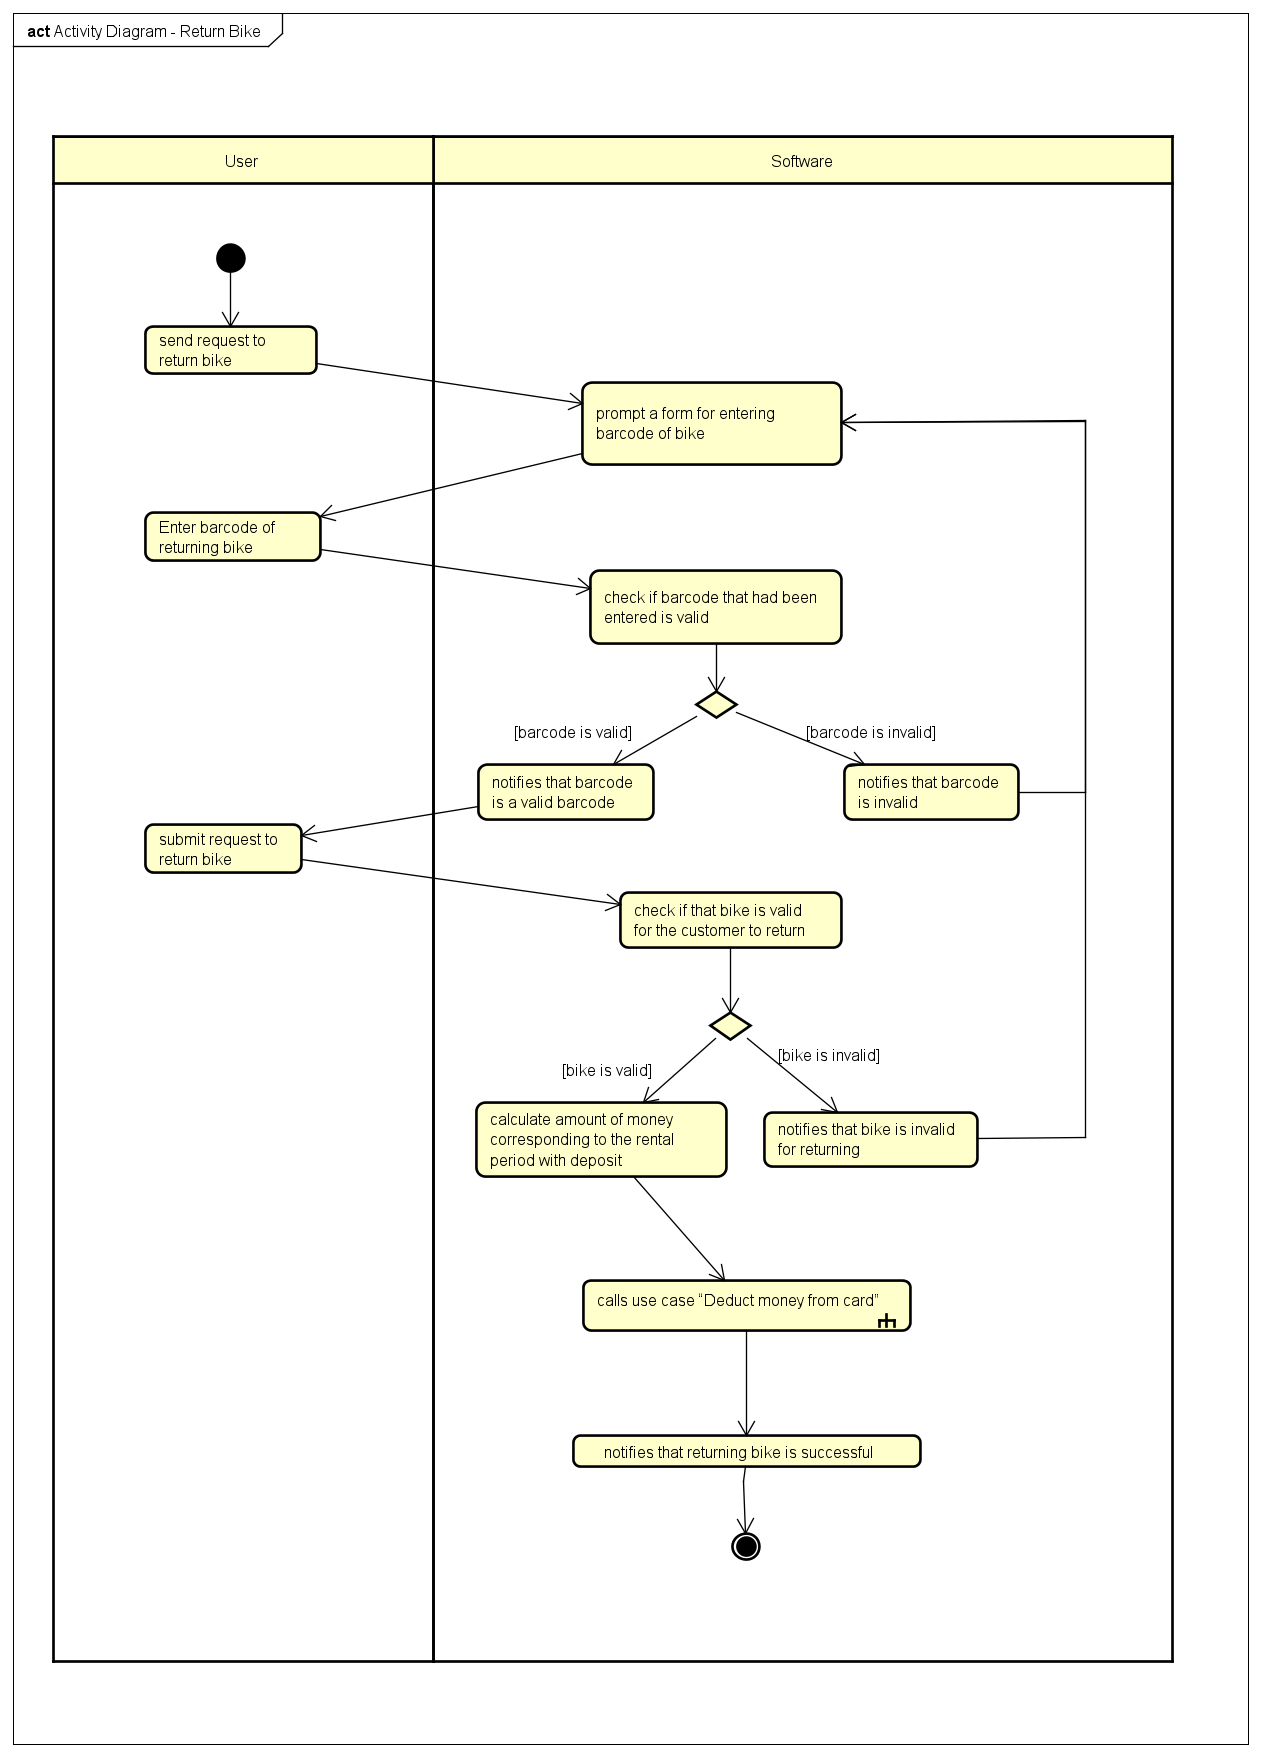 act Activity Diagram - Return Bike
User
Software
send request to
return bike
prompt a form for entering
barcode of bike
Enter barcode of
returning bike
check if barcode that had been
entered is valid
[barcode is valid]
[barcode is invalid]
notifies that barcode
is a valid barcode
notifies that barcode
is invalid
submit request to
return bike
check if that bike is valid
for the customer to return
[bike is valid]
[bike is invalid]
calculate amount of money
corresponding to the rental
period with deposit
notifies that bike is invalid
for returning
calls use case “Deduct money from card”
notifies that returning bike is successful